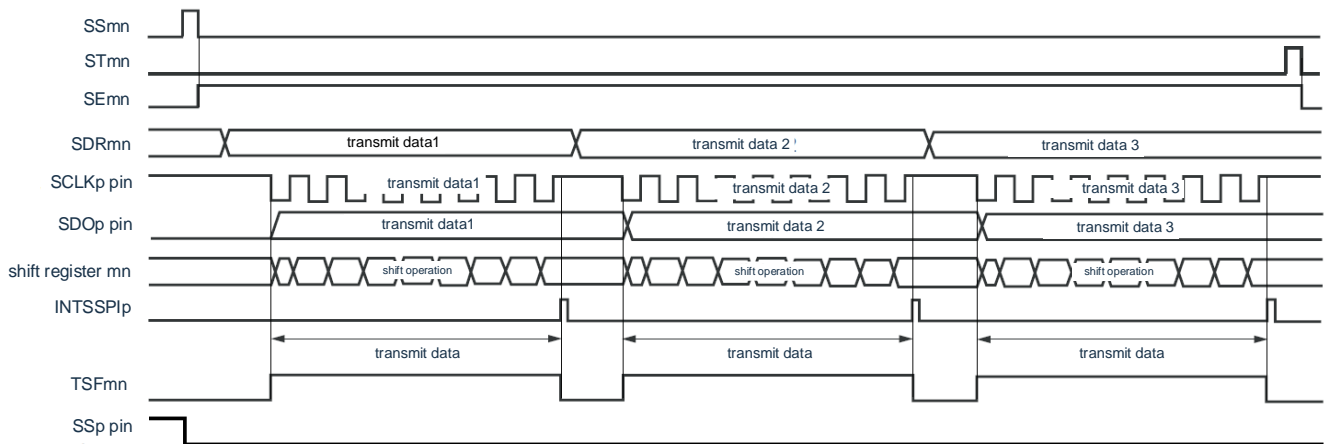 SSmn
STmn
SEmn
SDRmn transmit data1 transmit data 2 transmit data 3
SCLKp pin transmit data1 transmit data 2 transmit data 3
SDOp pin transmit data1 transmit data 2 transmit data 3
shift register mn shift operation shift operation shift operation
INTSSPIp
transmit data transmit data transmit data
TSFmn
SSp pin